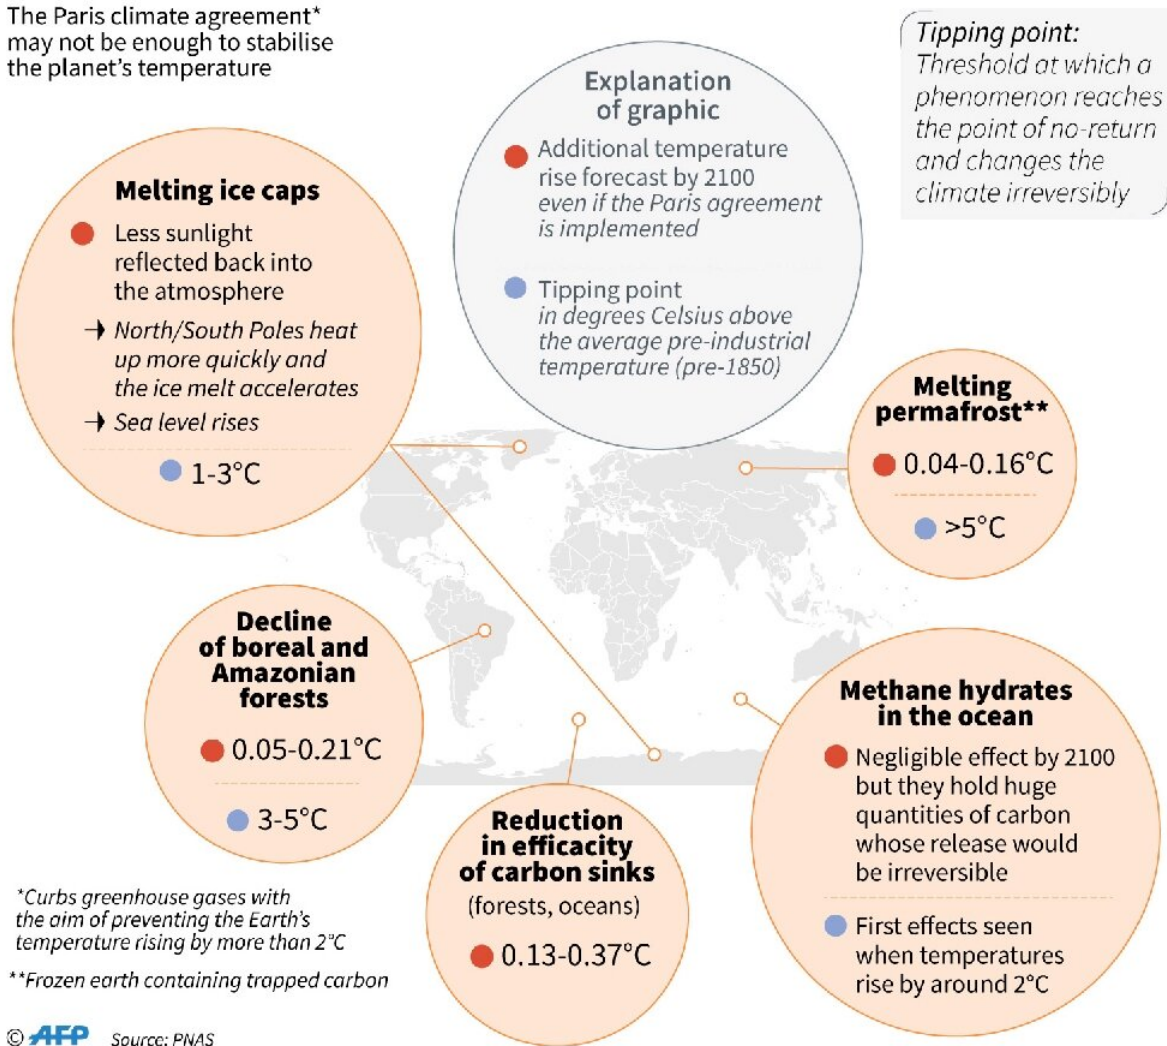 The Paris climate agreement*
may not be enough to stabilise
the planet's temperature
Explanation
of graphic
Additional temperature
rise forecast by 2100
even if the Paris agreement
is implemented
Tipping point
in degrees Celsius above
the average pre-industrial
temperature (pre-1850)
Tipping point:
Threshold at which a
phenomenon reaches
the point of no-return
and changes the
climate irreversibly
Melting ice caps
Less sunlight
reflected back into
the atmosphere
→ North/South Poles heat
up more quickly and
the ice melt accelerates
→ Sea level rises
1-3°C
Melting
permafrost**
0.04-0.16°C
>5°C
Decline
of boreal and
Amazonian
forests
0.05-0.21°C
3-5°C
Reduction
in efficacy
of carbon sinks
(forests, oceans)
0.13-0.37°C
Methane hydrates
in the ocean
Negligible effect by 2100
but they hold huge
quantities of carbon
whose release would
be irreversible
First effects seen
when temperatures
rise by around 2°C
*Curbs greenhouse gases with
the aim of preventing the Earth's
temperature rising by more than 2°C
**Frozen earth containing trapped carbon
© AFP Source: PNAS